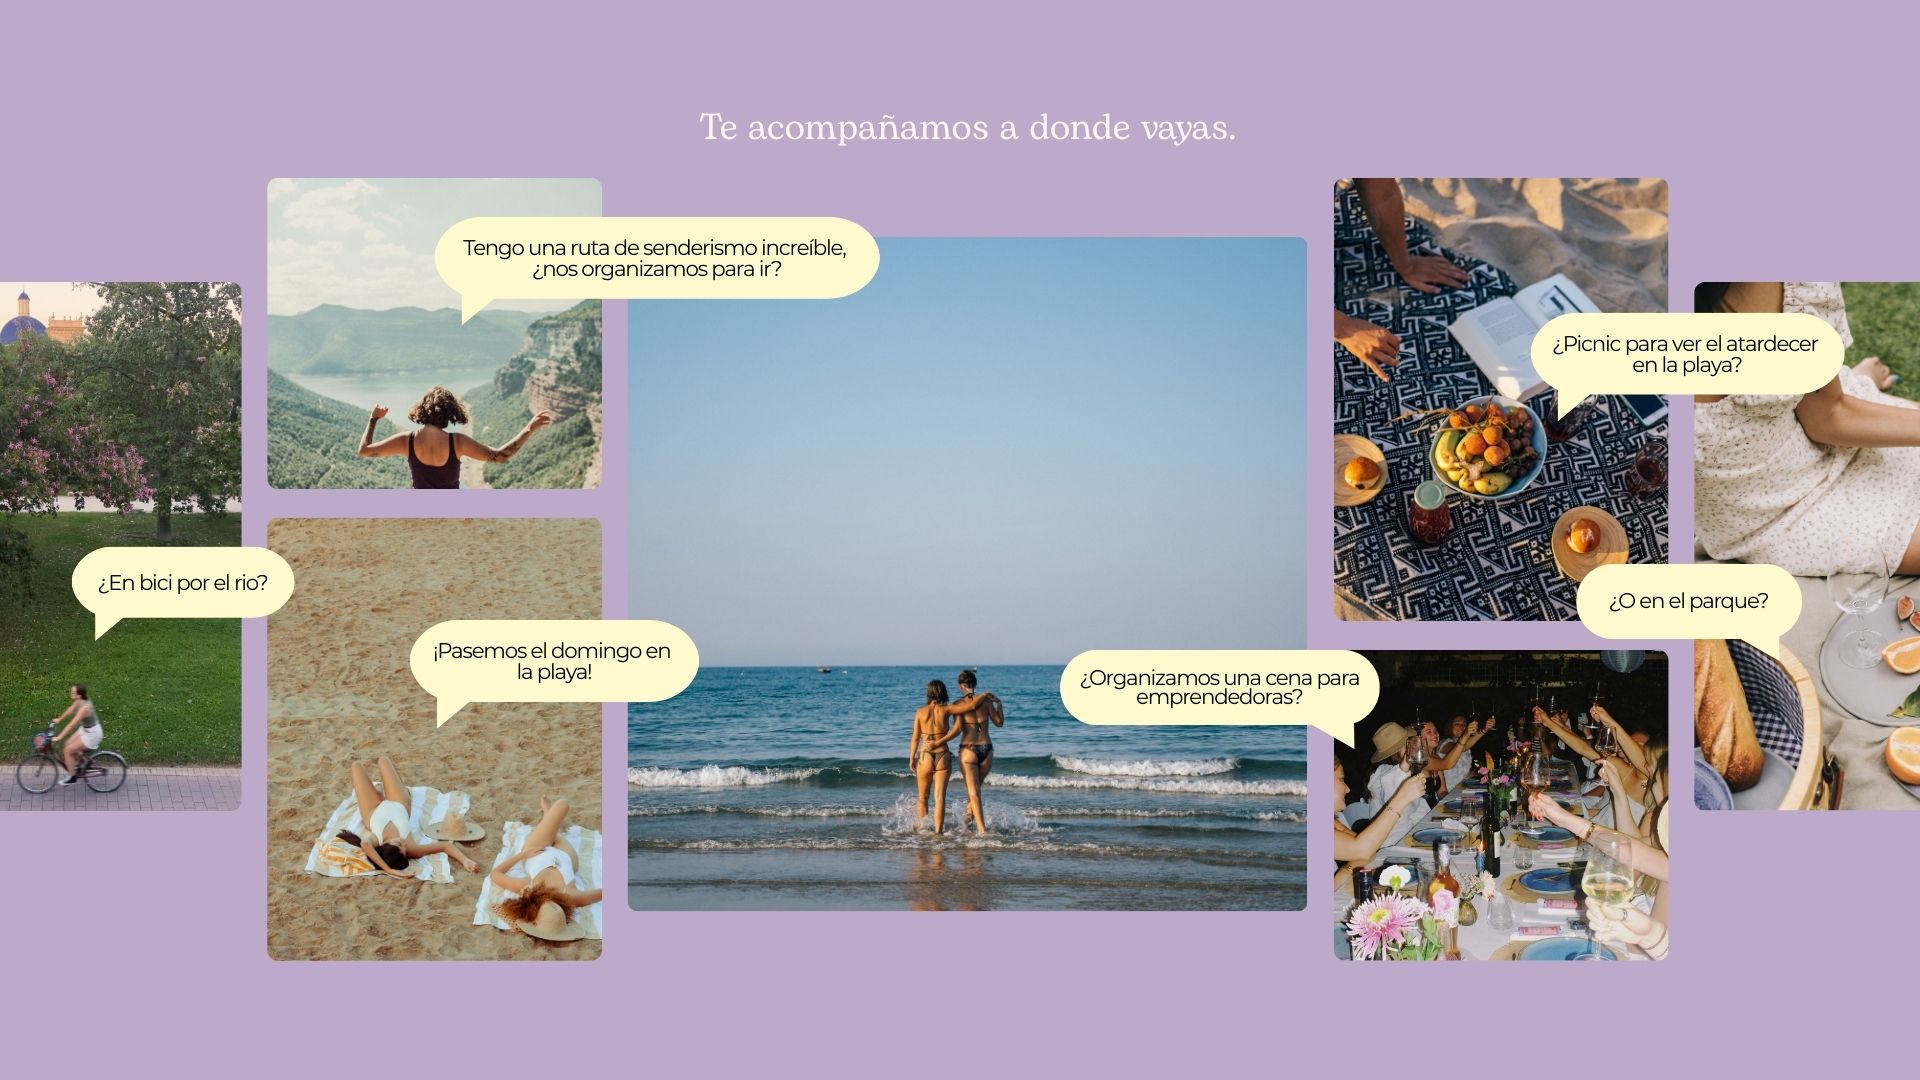 Te acompañamos a donde vayas.
Tengo una ruta de senderismo increíble,
¿nos organizamos para ir?
¿Picnic para ver el atardecer
en la playa?
¿En bici por el rio?
¿O en el parque?
¡Pasemos el domingo en
la playa!
¿Organizamos una cena para
emprendedoras?